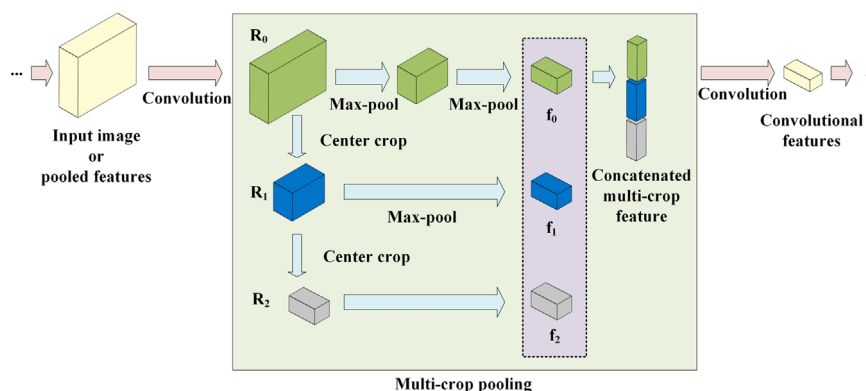 ...
R0
Convolution
Max-pool
Max-pool
Convolution
Input image
or
pooled features
f0
Convolutional
features
Center crop
Concatenated
multi-crop
feature
R1
Max-pool
f1
Center crop
R2
f2
Multi-crop pooling